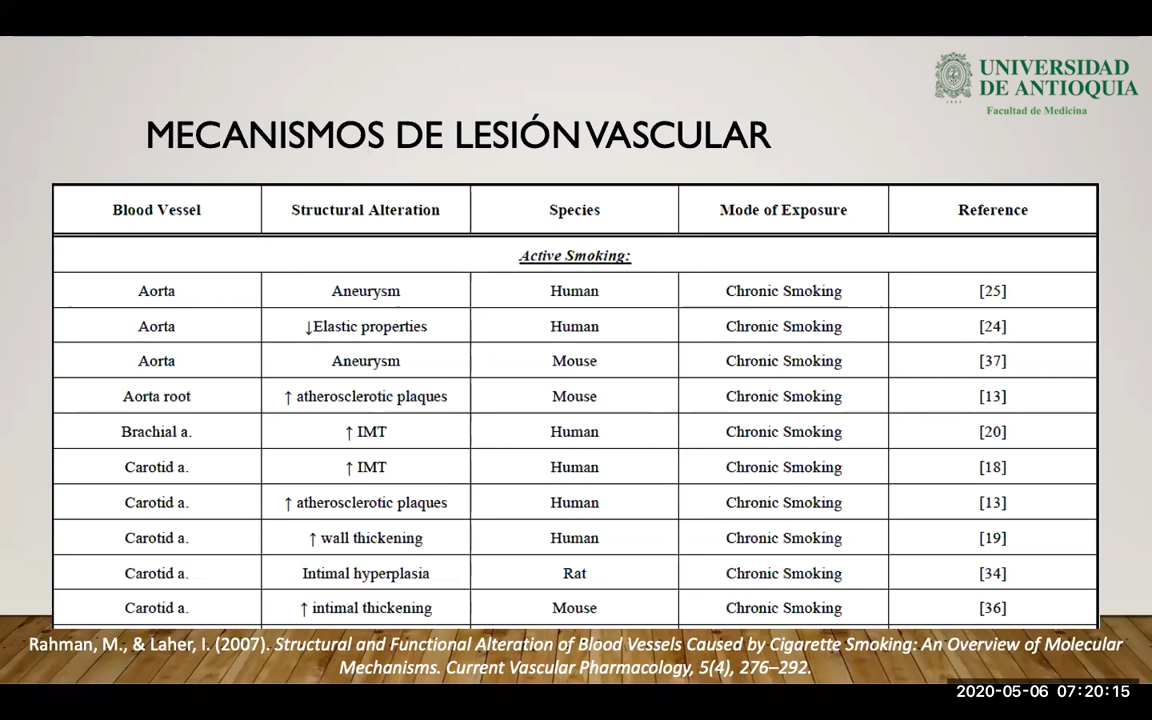 UNIVERSIDAD
DE ANTIOQUIA
1803
Facultad de Medicina
MECANISMOS DE LESIÓN VASCULAR
Blood Vessel Structural Alteration Species Mode of Exposure Reference
Active Smoking:
Aorta Aneurysm Human Chronic Smoking [25]
Aorta ↓Elastic properties Human Chronic Smoking [24]
Aorta Aneurysm Mouse Chronic Smoking [37]
Aorta root ↑ atherosclerotic plaques Mouse Chronic Smoking [13]
Brachial a. ↑ IMT Human Chronic Smoking [20]
Carotid a. ↑ IMT Human Chronic Smoking [18]
Carotid a. ↑ atherosclerotic plaques Human Chronic Smoking [13]
Carotid a. ↑ wall thickening Human Chronic Smoking [19]
Carotid a. Intimal hyperplasia Rat Chronic Smoking [34]
Carotid a. ↑ intimal thickening Mouse Chronic Smoking [36]
Rahman, M., & Laher, I. (2007). Structural and Functional Alteration of Blood Vessels Caused by Cigarette Smoking: An Overview of Molecular
Mechanisms. Current Vascular Pharmacology, 5(4), 276–292.
2020-05-06 07:20:15